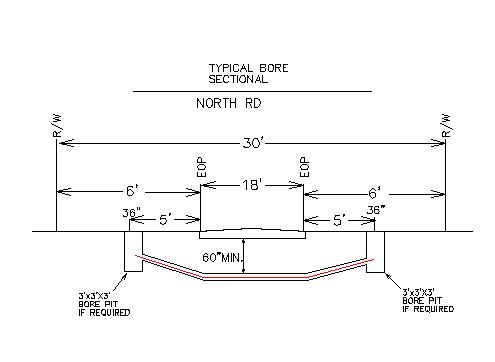 TYPICAL BORE
SECTIONAL
NORTH RD
R/W
R/W
30'
EOP
EOP
6'
18'
6'
36"
5'
5'
36"
60"MIN.
3'x3'x3'
BORE PIT
IF REQUIRED
3'x3'x3'
BORE PIT
IF REQUIRED